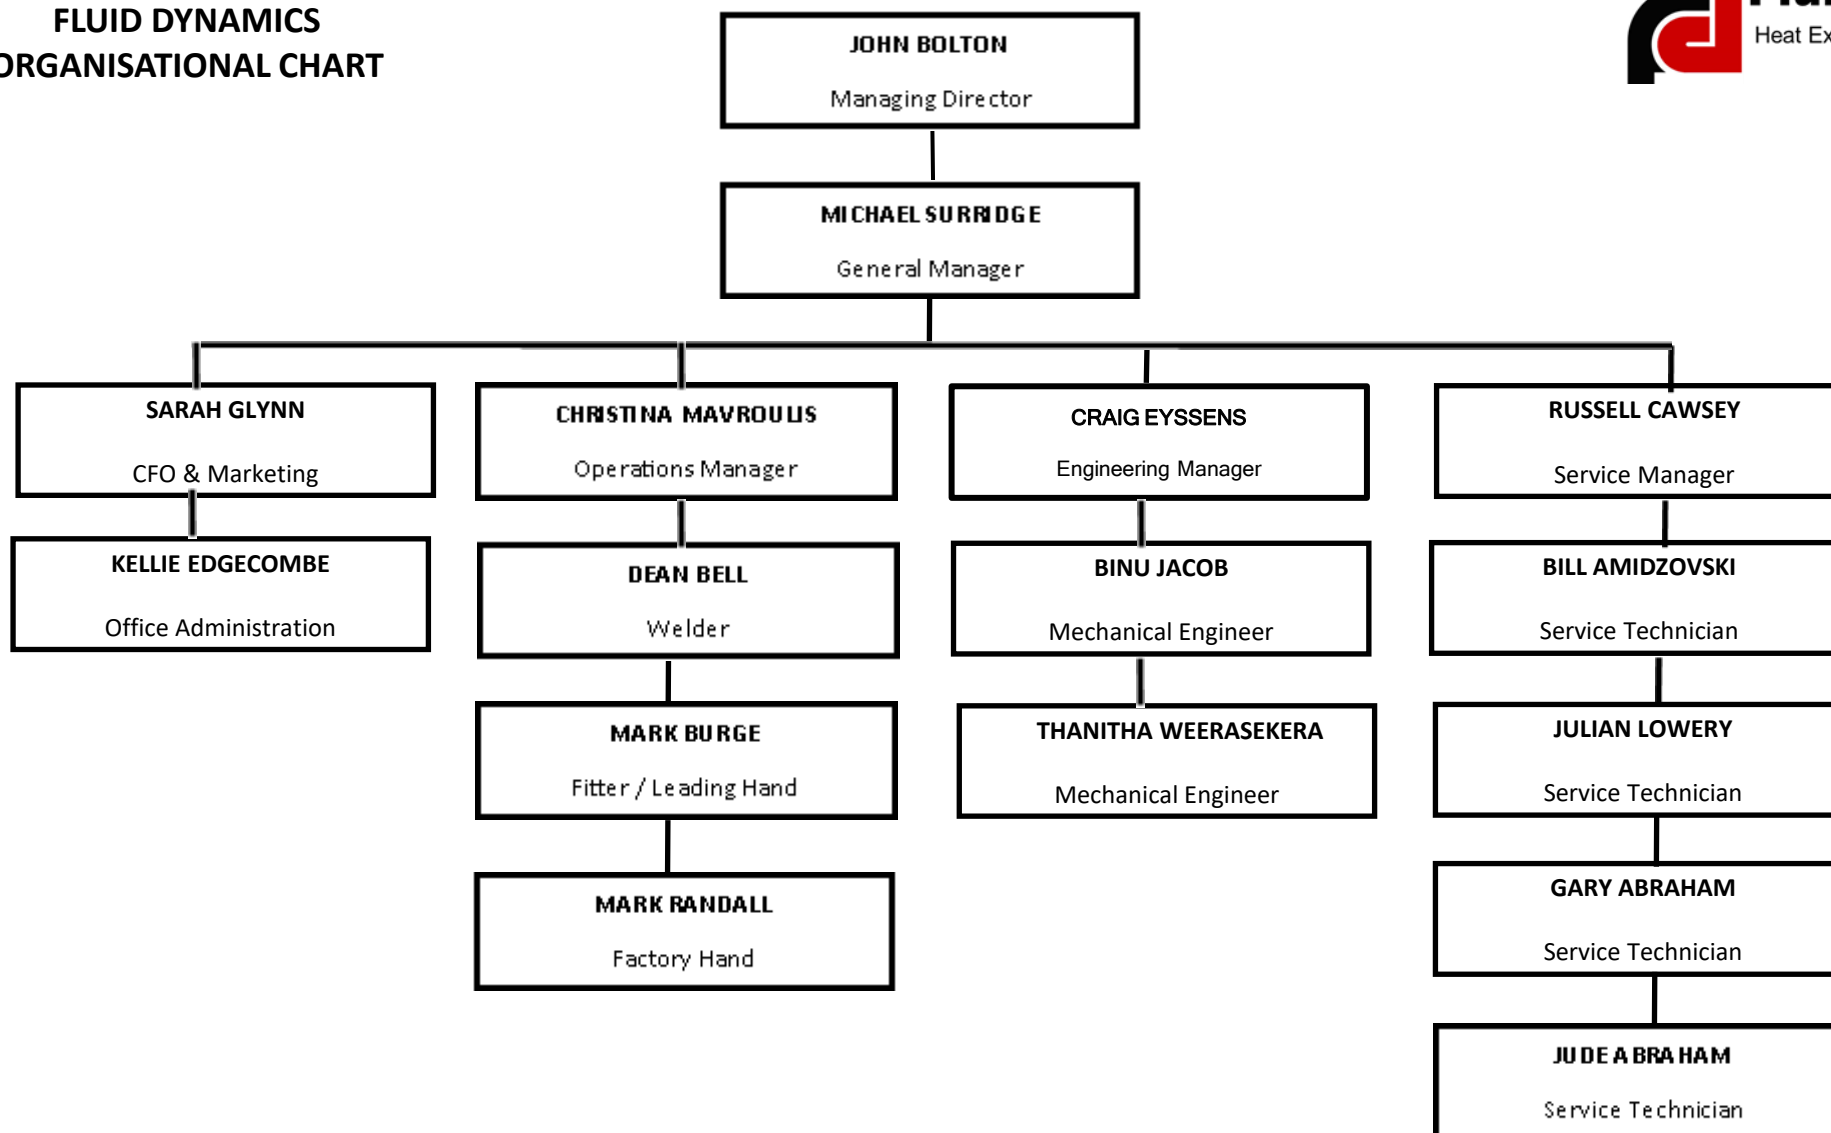 FLUID DYNAMICS
ORGANISATIONAL CHART
Heat Ex
JOHN BOLTON
Managing Director
MICHAEL SURRIDGE
General Manager
SARAH GLYNN
CFO & Marketing
CHRISTINA MAVROULIS
Operations Manager
CRAIG EYSSENS
Engineering Manager
RUSSELL CAWSEY
Service Manager
KELLIE EDGECOMBE
Office Administration
DEAN BELL
Welder
BINU JACOB
Mechanical Engineer
BILL AMIDZOVSKI
Service Technician
MARK BURGE
Fitter / Leading Hand
THANITHA WEERASEKERA
Mechanical Engineer
JULIAN LOWERY
Service Technician
MARK RANDALL
Factory Hand
GARY ABRAHAM
Service Technician
JUDE ABRAHAM
Service Technician